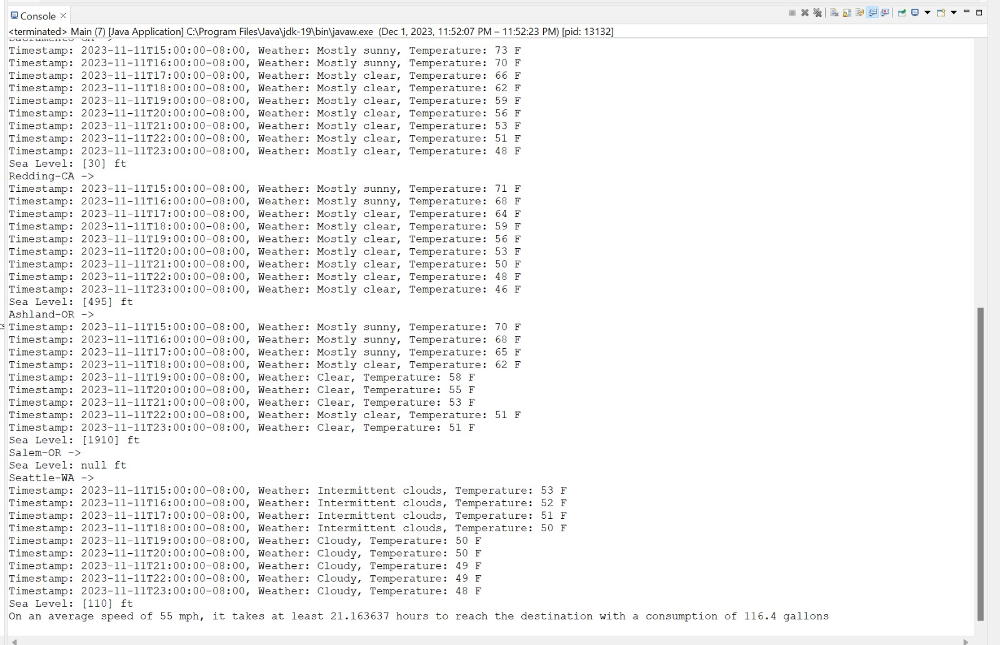 Console
<terminated> Main (7) [Java Application] C:\Program Files\Java\jdk-19\bin\javaw.exe (Dec 1, 2023, 11:52:07 PM – 11:52:23 PM) [pid: 13132]
Sacramento-CA ->
Timestamp: 2023-11-11T15:00:00-08:00, Weather: Mostly sunny, Temperature: 73 F
Timestamp: 2023-11-11T16:00:00-08:00, Weather: Mostly sunny, Temperature: 70 F
Timestamp: 2023-11-11T17:00:00-08:00, Weather: Mostly clear, Temperature: 66 F
Timestamp: 2023-11-11T18:00:00-08:00, Weather: Mostly clear, Temperature: 62 F
Timestamp: 2023-11-11T19:00:00-08:00, Weather: Mostly clear, Temperature: 59 F
Timestamp: 2023-11-11T20:00:00-08:00, Weather: Mostly clear, Temperature: 56 F
Timestamp: 2023-11-11T21:00:00-08:00, Weather: Mostly clear, Temperature: 53 F
Timestamp: 2023-11-11T22:00:00-08:00, Weather: Mostly clear, Temperature: 51 F
Timestamp: 2023-11-11T23:00:00-08:00, Weather: Mostly clear, Temperature: 48 F
Sea Level: [30] ft
Redding-CA ->
Timestamp: 2023-11-11T15:00:00-08:00, Weather: Mostly sunny, Temperature: 71 F
Timestamp: 2023-11-11T16:00:00-08:00, Weather: Mostly sunny, Temperature: 68 F
Timestamp: 2023-11-11T17:00:00-08:00, Weather: Mostly clear, Temperature: 64 F
Timestamp: 2023-11-11T18:00:00-08:00, Weather: Mostly clear, Temperature: 59 F
Timestamp: 2023-11-11T19:00:00-08:00, Weather: Mostly clear, Temperature: 56 F
Timestamp: 2023-11-11T20:00:00-08:00, Weather: Mostly clear, Temperature: 53 F
Timestamp: 2023-11-11T21:00:00-08:00, Weather: Mostly clear, Temperature: 50 F
Timestamp: 2023-11-11T22:00:00-08:00, Weather: Mostly clear, Temperature: 48 F
Timestamp: 2023-11-11T23:00:00-08:00, Weather: Mostly clear, Temperature: 46 F
Sea Level: [495] ft
Ashland-OR ->
Timestamp: 2023-11-11T15:00:00-08:00, Weather: Mostly sunny, Temperature: 70 F
Timestamp: 2023-11-11T16:00:00-08:00, Weather: Mostly sunny, Temperature: 68 F
Timestamp: 2023-11-11T17:00:00-08:00, Weather: Mostly sunny, Temperature: 65 F
Timestamp: 2023-11-11T18:00:00-08:00, Weather: Mostly clear, Temperature: 62 F
Timestamp: 2023-11-11T19:00:00-08:00, Weather: Clear, Temperature: 58 F
Timestamp: 2023-11-11T20:00:00-08:00, Weather: Clear, Temperature: 55 F
Timestamp: 2023-11-11T21:00:00-08:00, Weather: Clear, Temperature: 53 F
Timestamp: 2023-11-11T22:00:00-08:00, Weather: Mostly clear, Temperature: 51 F
Timestamp: 2023-11-11T23:00:00-08:00, Weather: Clear, Temperature: 51 F
Sea Level: [1910] ft
Salem-OR ->
Sea Level: null ft
Seattle-WA ->
Timestamp: 2023-11-11T15:00:00-08:00, Weather: Intermittent clouds, Temperature: 53 F
Timestamp: 2023-11-11T16:00:00-08:00, Weather: Intermittent clouds, Temperature: 52 F
Timestamp: 2023-11-11T17:00:00-08:00, Weather: Intermittent clouds, Temperature: 51 F
Timestamp: 2023-11-11T18:00:00-08:00, Weather: Intermittent clouds, Temperature: 50 F
Timestamp: 2023-11-11T19:00:00-08:00, Weather: Cloudy, Temperature: 50 F
Timestamp: 2023-11-11T20:00:00-08:00, Weather: Cloudy, Temperature: 50 F
Timestamp: 2023-11-11T21:00:00-08:00, Weather: Cloudy, Temperature: 49 F
Timestamp: 2023-11-11T22:00:00-08:00, Weather: Cloudy, Temperature: 49 F
Timestamp: 2023-11-11T23:00:00-08:00, Weather: Cloudy, Temperature: 48 F
Sea Level: [110] ft
On an average speed of 55 mph, it takes at least 21.163637 hours to reach the destination with a consumption of 116.4 gallons